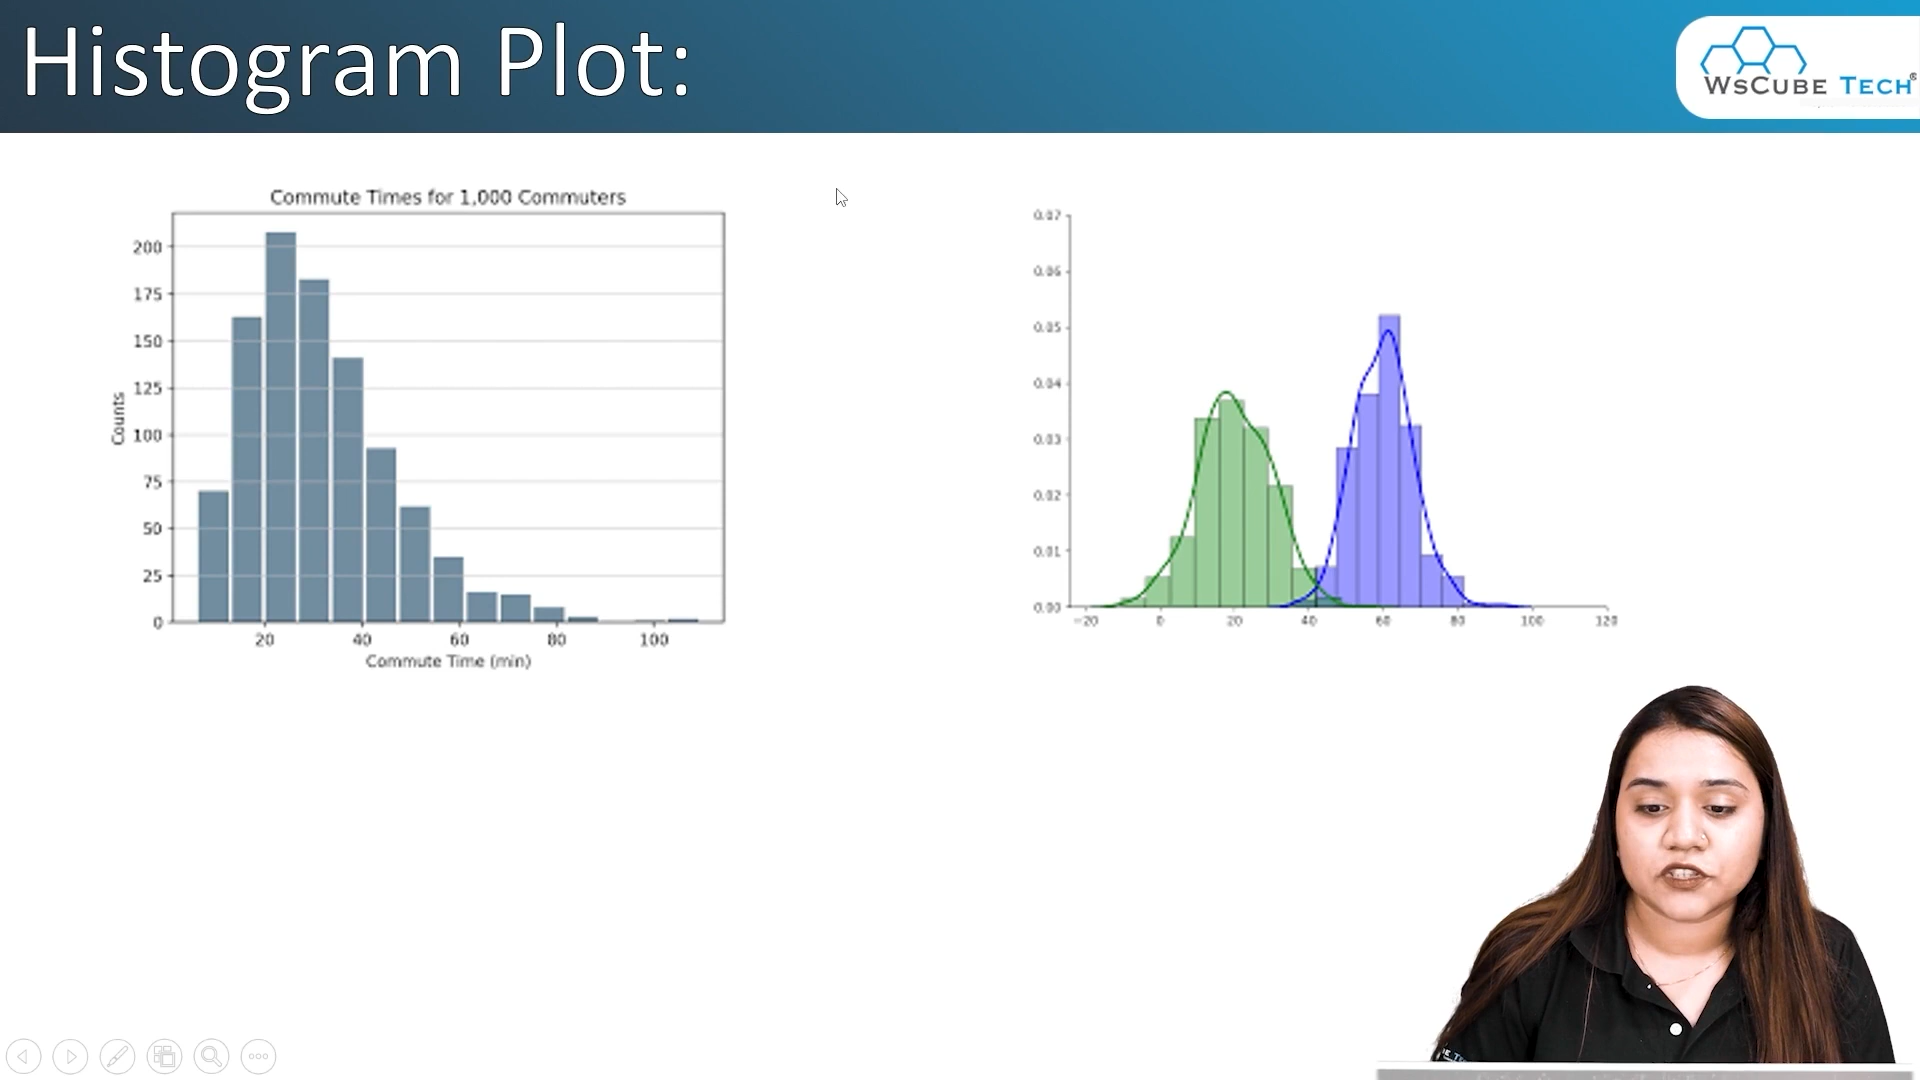 Histogram Plot:
WSCUBE TECH®
Commute Times for 1,000 Commuters
200
175
150
125
100
75
50
25
0
Counts
20 40 60 80 100
Commute Time (min)
0.07
0.06
0.05
0.04
0.03
0.02
0.01
0.00
−20 0 20 40 60 80 100 120